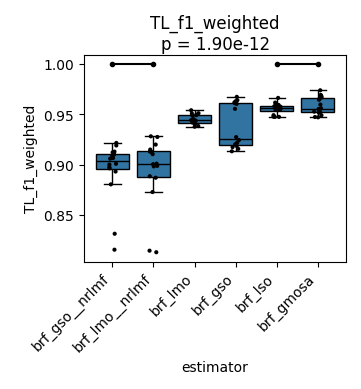 TL_f1_weighted
p = 1.90e-12
TL_f1_weighted
1.00
0.95
0.90
0.85
brf_gso__nrlmf
brf_lmo__nrlmf
brf_lmo
brf_gso
brf_lso
brf_gmosa
estimator